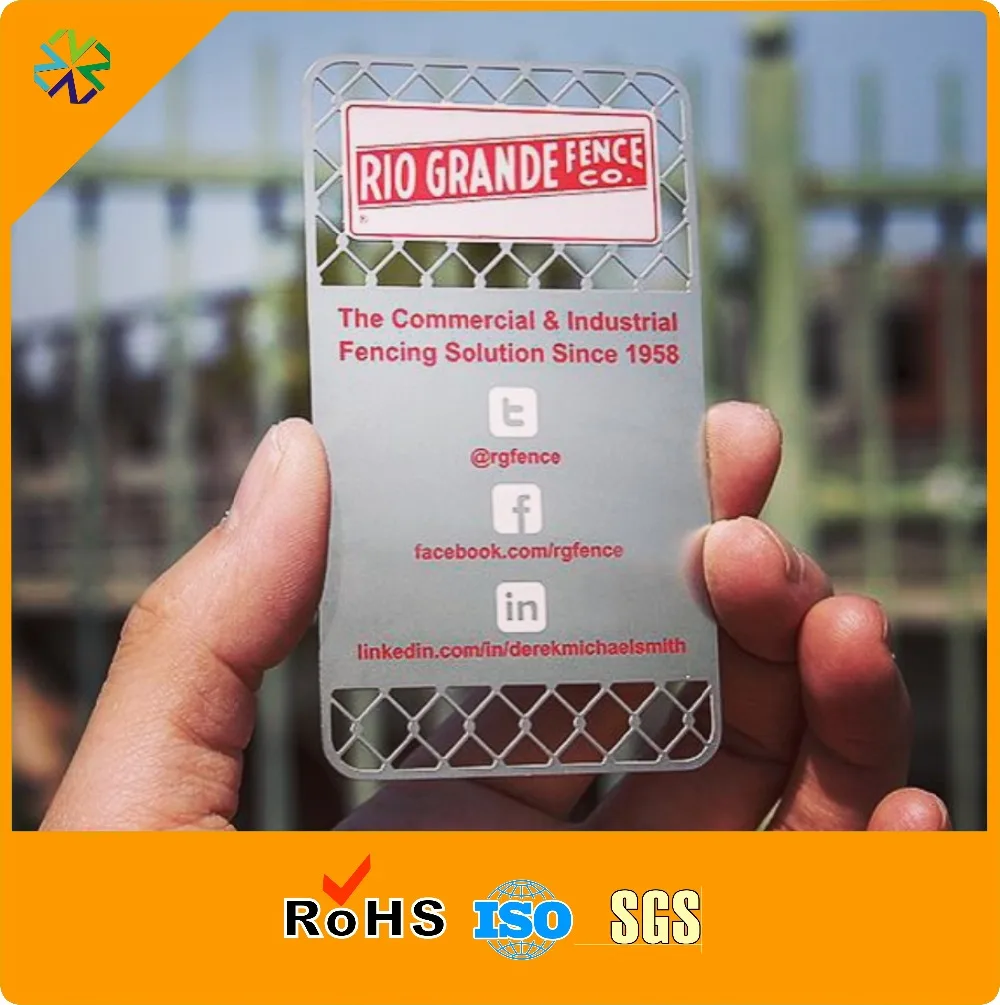 RIO GRANDE FENCE CO.
®
The Commercial & Industrial
Fencing Solution Since 1958
t
@rgfence
f
facebook.com/rgfence
in
linkedin.com/in/derekmichaelsmith
RoHS ISO SGS